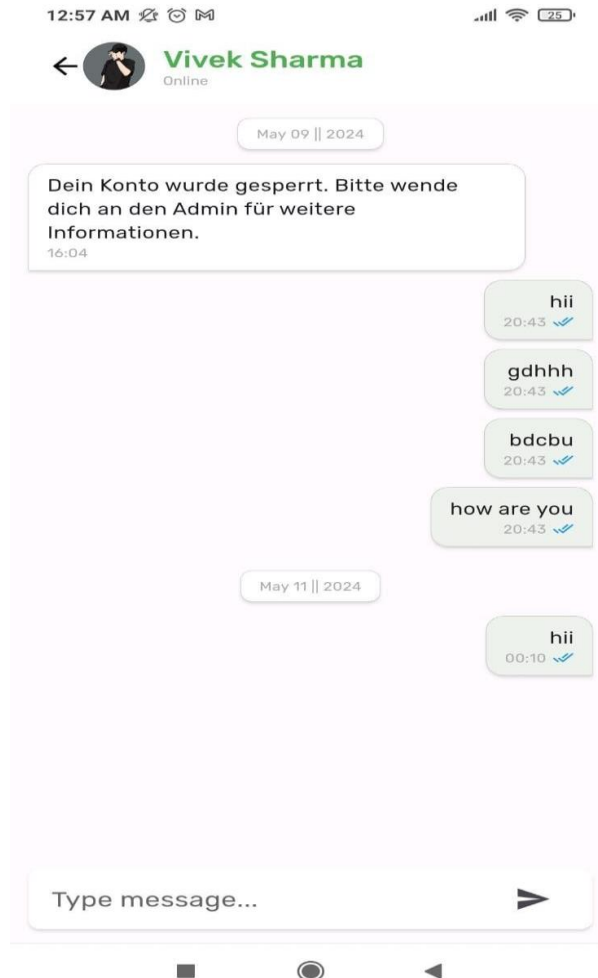 12:57 AM 25
Vivek Sharma
Online
May 09 || 2024
Dein Konto wurde gesperrt. Bitte wende
dich an den Admin für weitere
Informationen.
16:04
hii
20:43
gdhhh
20:43
bdcbu
20:43
how are you
20:43
May 11 || 2024
hii
00:10
Type message...